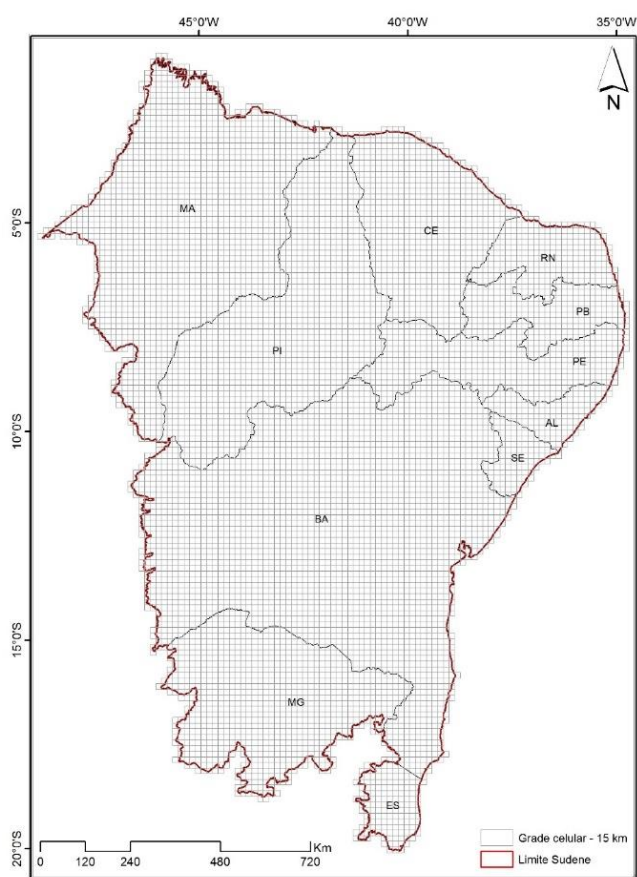 45°0'W 40°0'W 35°0'W
N
MA
5°0'S
CE
RN
PB
PI
PE
10°0'S
AL
SE
BA
15°0'S
MG
ES
Grade celular - 15 km
Km
Limite Sudene
20°0'S
0 120 240 480 720